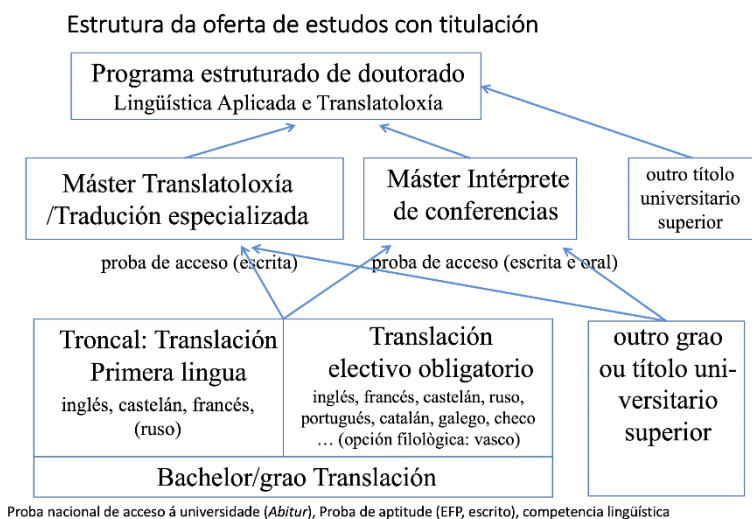 Estrutura da oferta de estudos con titulación
Programa estruturado de doutorado
Lingüística Aplicada e Translatoloxía
Máster Translatoloxía
/Tradución especializada
Máster Intérprete
de conferencias
outro título
universitario
superior
proba de acceso (escrita)
proba de acceso (escrita e oral)
Troncal: Translación
Primera lingua
inglés, castelán, francés,
(ruso)
Translación
electivo obligatorio
inglés, francés, castelán, ruso,
portugués, catalán, galego, checo
… (opción filològica: vasco)
outro grao
ou título uni-
versitario
superior
Bachelor/grao Translación
Proba nacional de acceso á universidade (Abitur), Proba de aptitude (EFP, escrito), competencia lingüística